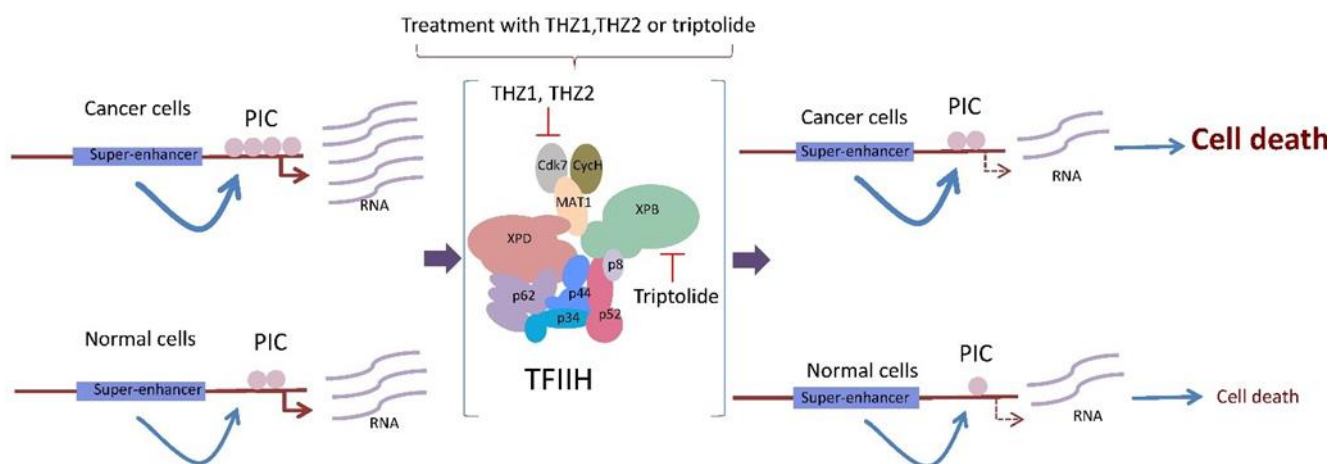 Treatment with THZ1,THZ2 or triptolide
Cancer cells
PIC
Super-enhancer
RNA
Normal cells
PIC
Super-enhancer
RNA
THZ1, THZ2
Cdk7
CycH
MAT1
XPB
XPD
p8
p62
p44
Triptolide
p34
p52
TFIIH
Cancer cells
PIC
Super-enhancer
RNA
Cell death
Normal cells
PIC
Super-enhancer
RNA
Cell death